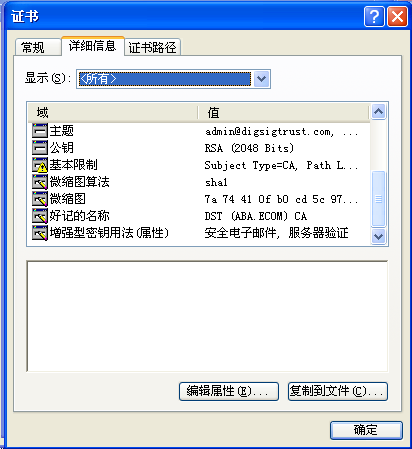 证书
常规 详细信息 证书路径
显示(S): <所有>
域 值
主题 admin@digsigtrust.com, ...
公钥 RSA (2048 Bits)
基本限制 Subject Type=CA, Path L...
微缩图算法 sha1
微缩图 7a 74 41 0f b0 cd 5c 97...
好记的名称 DST (ABA.ECOM) CA
增强型密钥用法(属性) 安全电子邮件, 服务器验证
编辑属性(E)... 复制到文件(C)...
确定